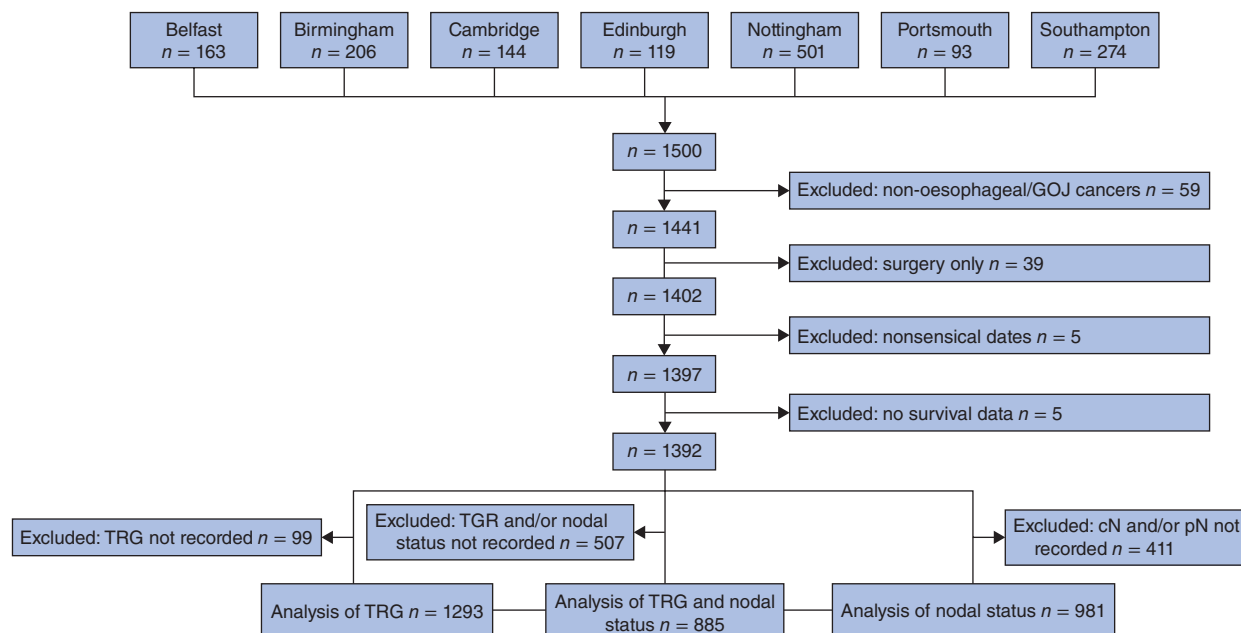 Belfast
n = 163
Birmingham
n = 206
Cambridge
n = 144
Edinburgh
n = 119
Nottingham
n = 501
Portsmouth
n = 93
Southampton
n = 274
n = 1500
Excluded: non-oesophageal/GOJ cancers n = 59
n = 1441
Excluded: surgery only n = 39
n = 1402
Excluded: nonsensical dates n = 5
n = 1397
Excluded: no survival data n = 5
n = 1392
Excluded: TRG not recorded n = 99
Excluded: TGR and/or nodal
status not recorded n = 507
Excluded: cN and/or pN not
recorded n = 411
Analysis of TRG n = 1293
Analysis of TRG and nodal
status n = 885
Analysis of nodal status n = 981